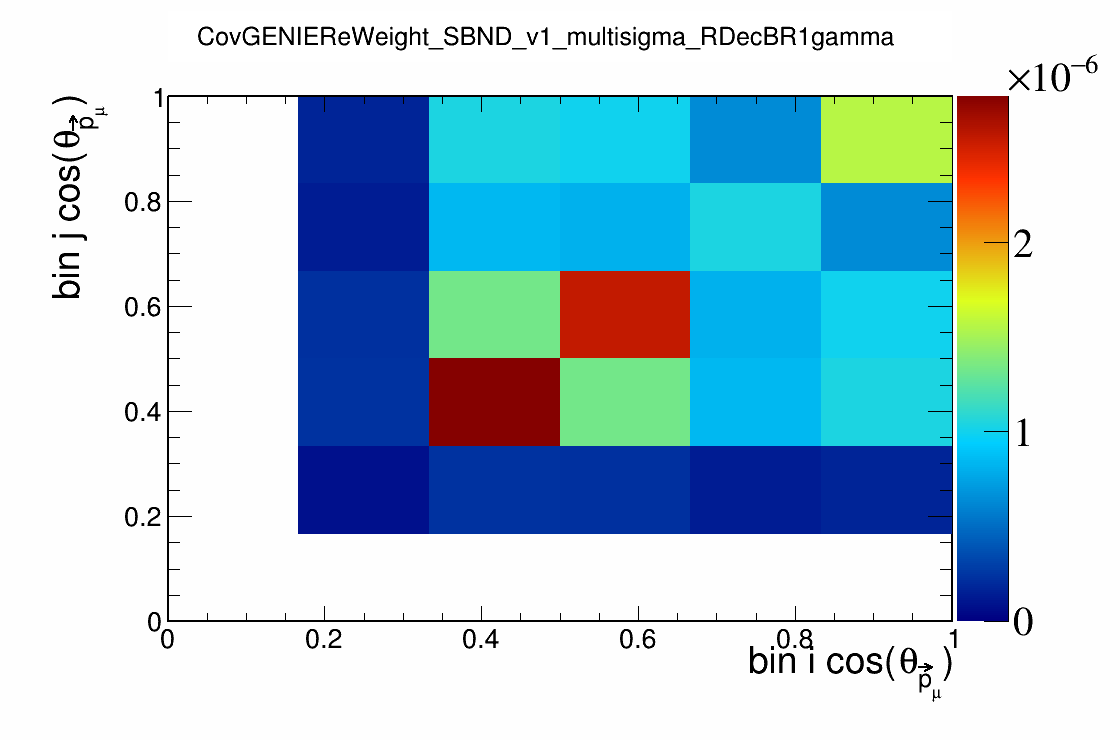 CovGENIEReWeight_SBND_v1_multisigma_RDecBR1gamma
×10⁻⁶
bin j cos(θ_p⃗_μ)
1
0.8
0.6
0.4
0.2
0
0 0.2 0.4 0.6 0.8 1
bin i cos(θ_p⃗_μ)
2
1
0